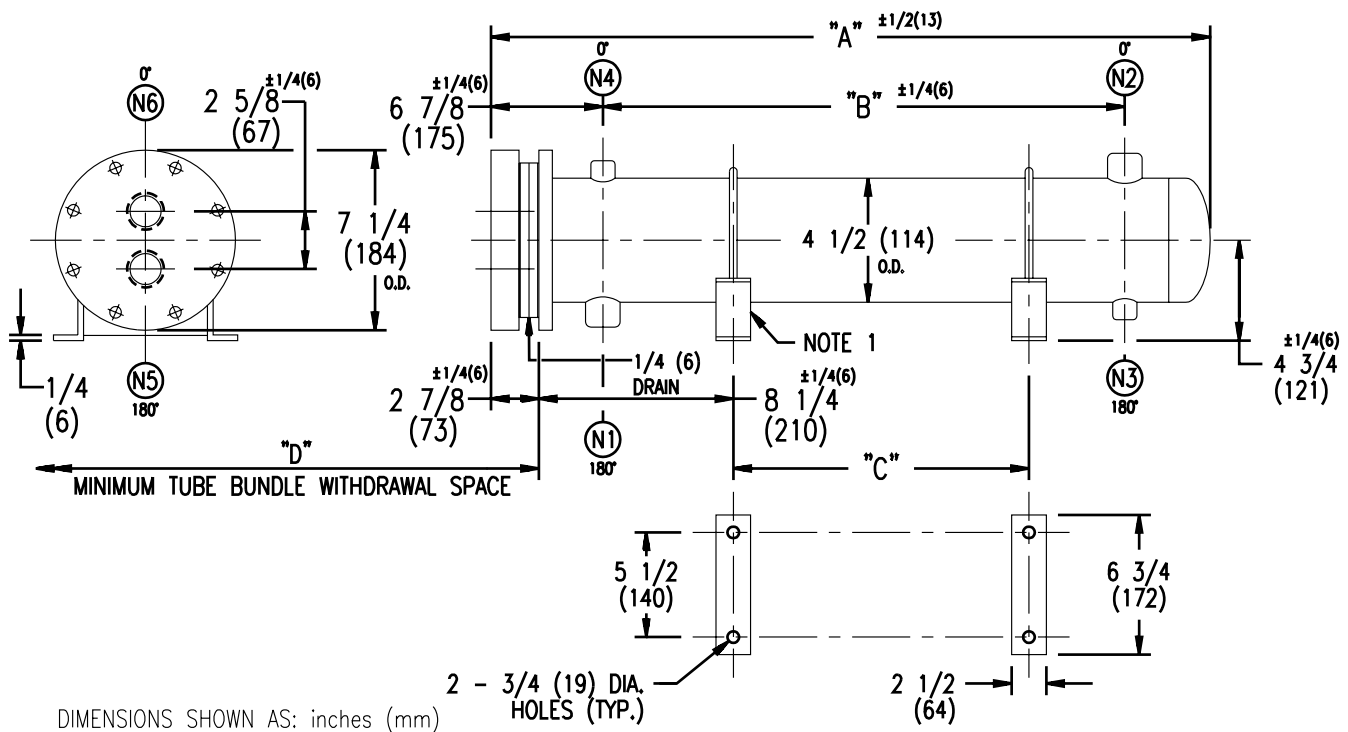 "A" ±1/2(13)
0°
N6
2 5/8 ±1/4(6)
(67)
6 7/8 ±1/4(6)
(175)
0°
N4
"B" ±1/4(6)
0°
N2
7 1/4
(184)
O.D.
4 1/2 (114)
O.D.
1/4
(6)
N5
180°
2 7/8 ±1/4(6)
(73)
1/4 (6)
DRAIN
N1
180°
NOTE 1
8 1/4 ±1/4(6)
(210)
N3
180°
4 3/4 ±1/4(6)
(121)
"D"
MINIMUM TUBE BUNDLE WITHDRAWAL SPACE
"C"
5 1/2
(140)
6 3/4
(172)
2 - 3/4 (19) DIA.
HOLES (TYP.)
2 1/2
(64)
DIMENSIONS SHOWN AS: inches (mm)